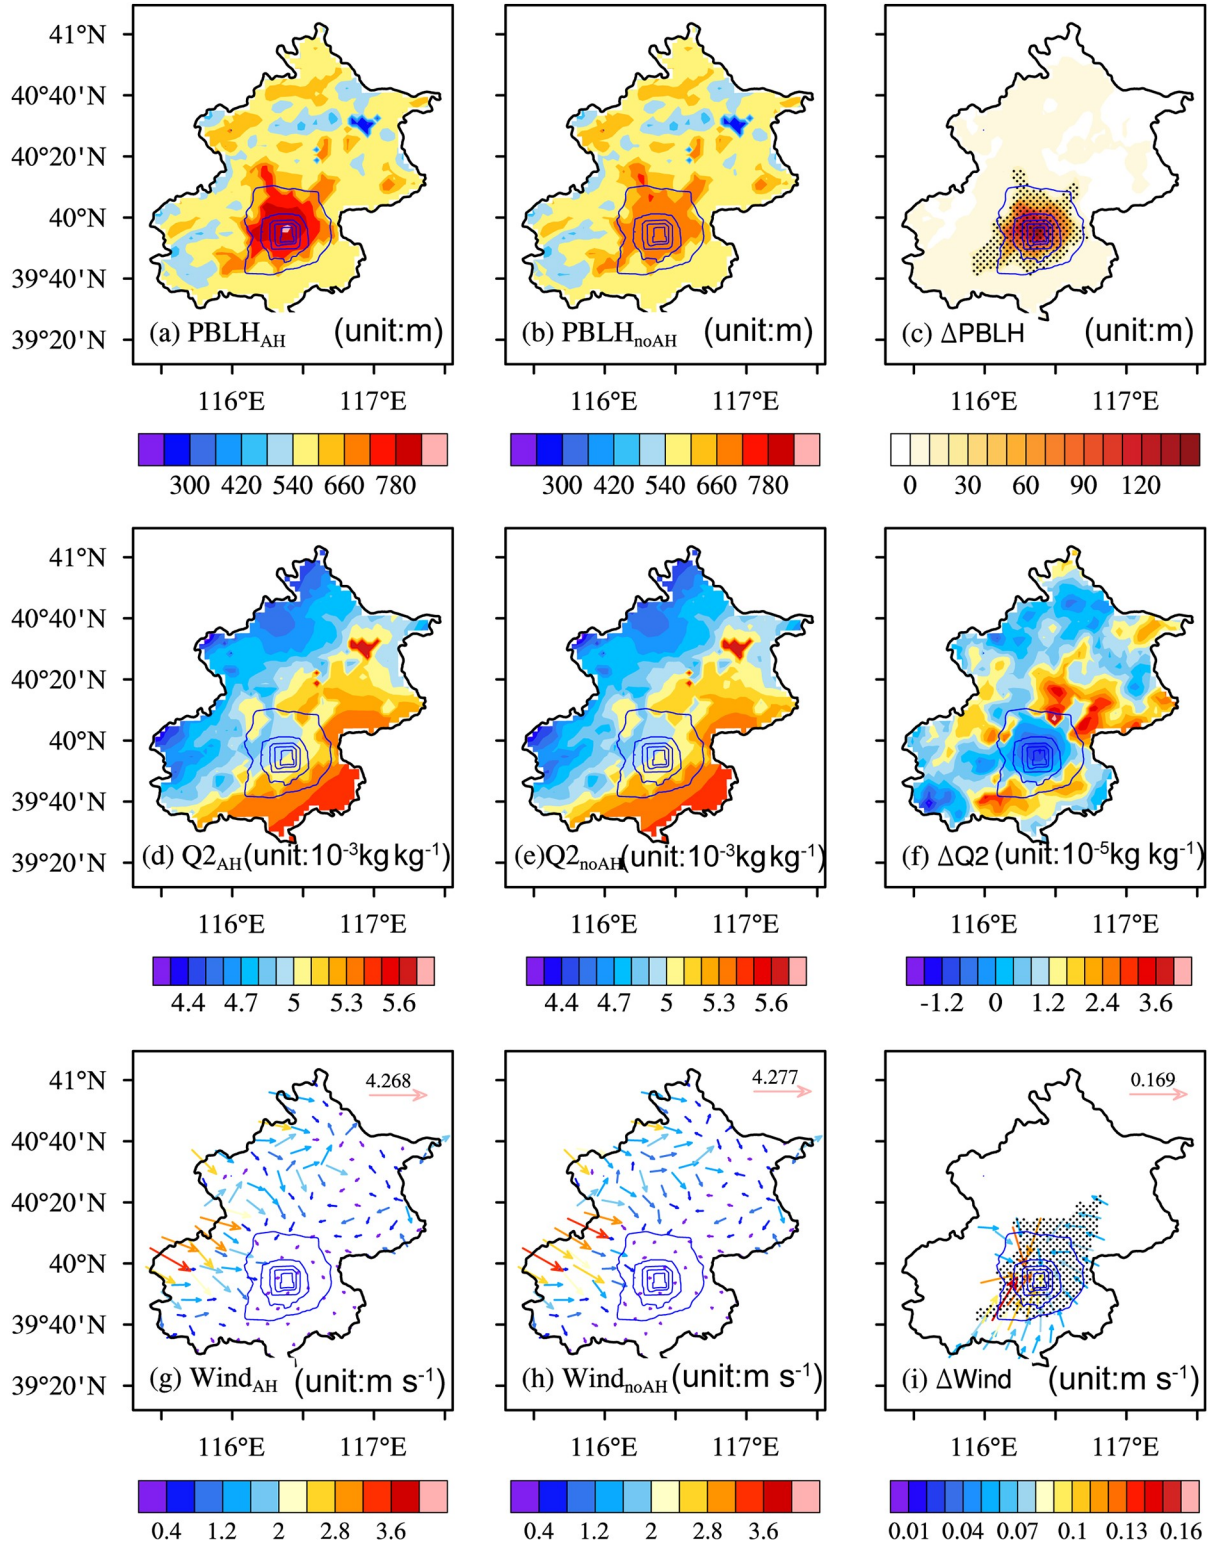 41°N
40°40'N
40°20'N
40°N
39°40'N
39°20'N
(a) PBLH_AH (unit:m)
(b) PBLH_noAH (unit:m)
(c) ΔPBLH (unit:m)
116°E 117°E
116°E 117°E
116°E 117°E
300 420 540 660 780
300 420 540 660 780
0 30 60 90 120
41°N
40°40'N
40°20'N
40°N
39°40'N
39°20'N
(d) Q2_AH (unit:10⁻³kg kg⁻¹)
(e)Q2_noAH(unit:10⁻³kg kg⁻¹)
(f) ΔQ2 (unit:10⁻⁵kg kg⁻¹)
116°E 117°E
116°E 117°E
116°E 117°E
4.4 4.7 5 5.3 5.6
4.4 4.7 5 5.3 5.6
-1.2 0 1.2 2.4 3.6
4.268
4.277
0.169
41°N
40°40'N
40°20'N
40°N
39°40'N
39°20'N
(g) Wind_AH (unit:m s⁻¹)
(h) Wind_noAH (unit:m s⁻¹)
(i) ΔWind (unit:m s⁻¹)
116°E 117°E
116°E 117°E
116°E 117°E
0.4 1.2 2 2.8 3.6
0.4 1.2 2 2.8 3.6
0.01 0.04 0.07 0.1 0.13 0.16